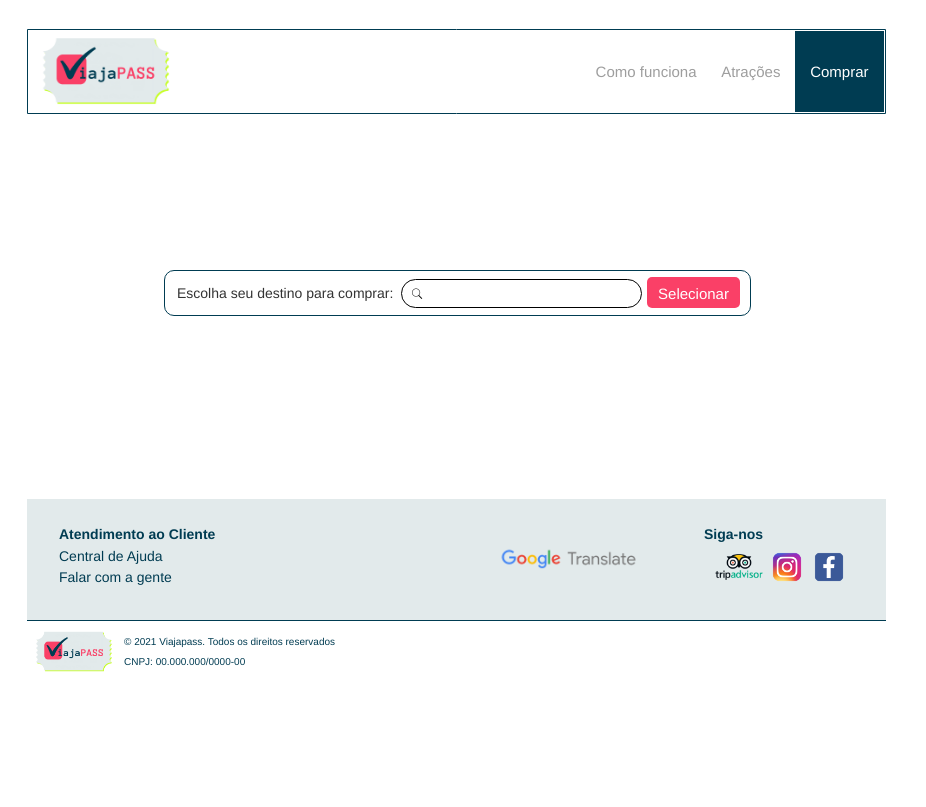 ViajaPASS
Como funciona
Atrações
Comprar
Escolha seu destino para comprar:
Selecionar
Atendimento ao Cliente
Central de Ajuda
Falar com a gente
Google Translate
Siga-nos
tripadvisor
ViajaPASS
© 2021 Viajapass. Todos os direitos reservados
CNPJ: 00.000.000/0000-00